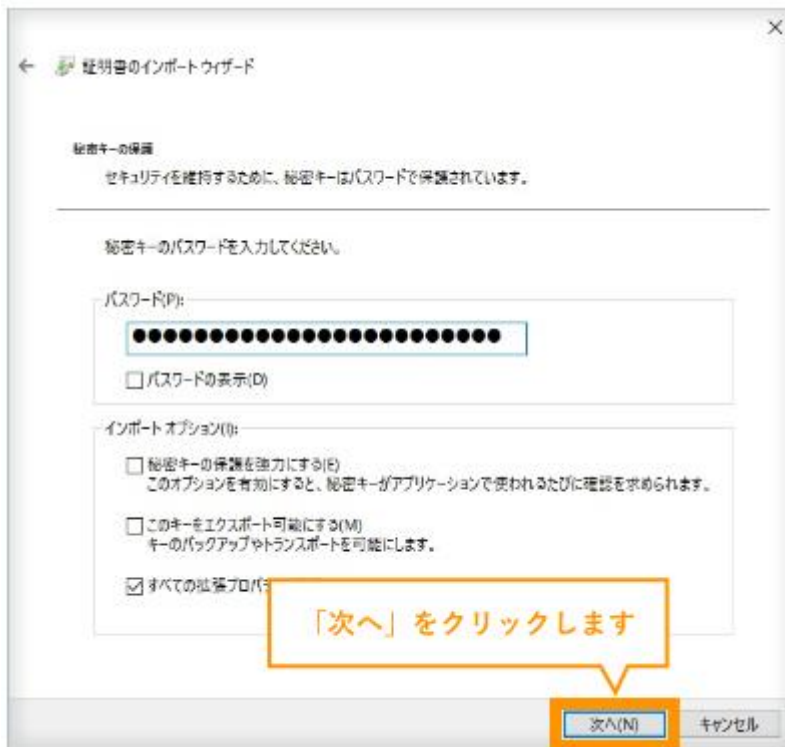 証明書のインポート ウィザード
秘密キーの保護
セキュリティを維持するために、秘密キーはパスワードで保護されています。
秘密キーのパスワードを入力してください。
パスワード(P):
●●●●●●●●●●●●●●●●●●●●●●●●
パスワードの表示(D)
インポート オプション(I):
秘密キーの保護を強力にする(E)
このオプションを有効にすると、秘密キーがアプリケーションで使われるたびに確認を求められます。
このキーをエクスポート可能にする(M)
キーのバックアップやトランスポートを可能にします。
すべての拡張プロパ
「次へ」をクリックします
次へ(N)
キャンセル